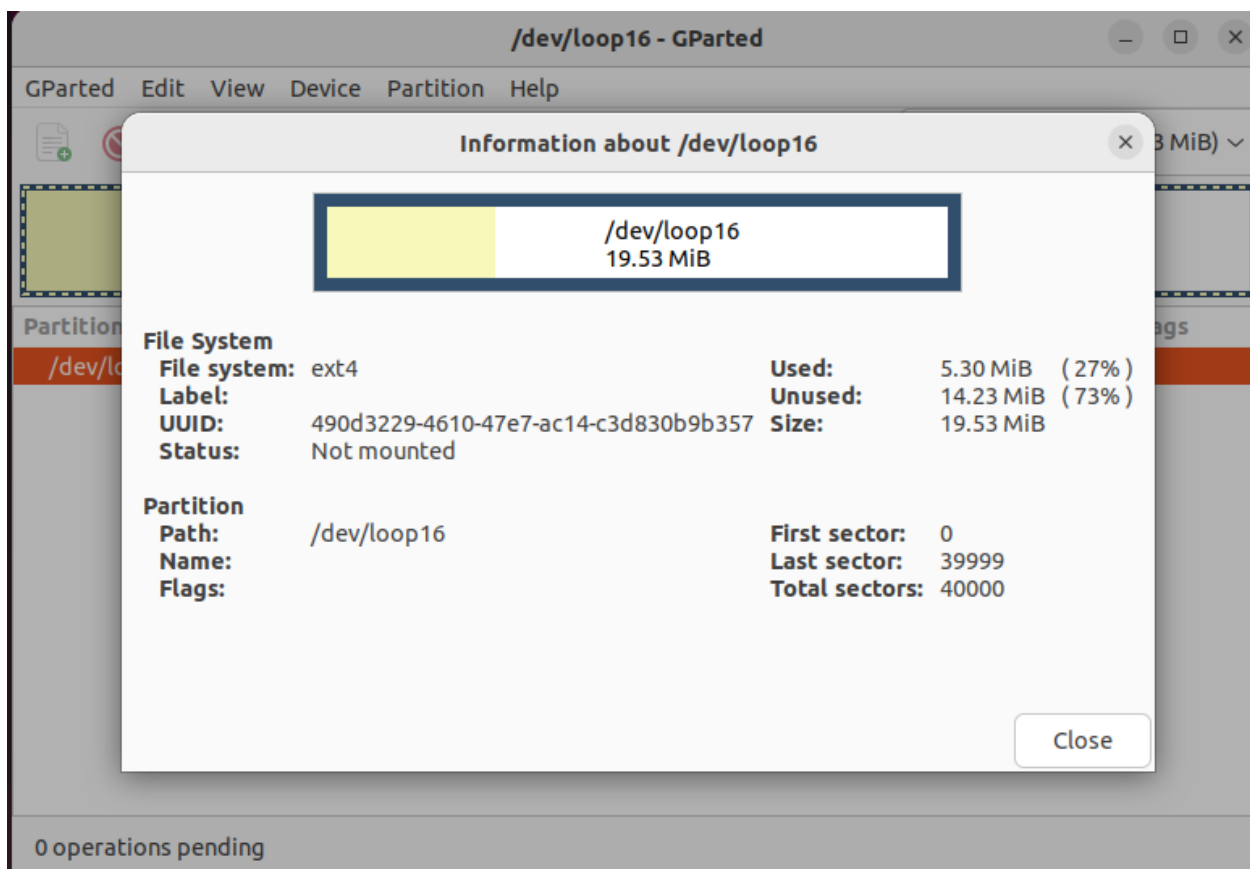 /dev/loop16 - GParted
GParted Edit View Device Partition Help
Information about /dev/loop16
3 MiB)
/dev/loop16
19.53 MiB
Partition
File System
File system: ext4 Used: 5.30 MiB ( 27% )
/dev/lo
Label: Unused: 14.23 MiB ( 73% )
UUID: 490d3229-4610-47e7-ac14-c3d830b9b357 Size: 19.53 MiB
Status: Not mounted
Partition
Path: /dev/loop16 First sector: 0
Name: Last sector: 39999
Flags: Total sectors: 40000
Close
0 operations pending